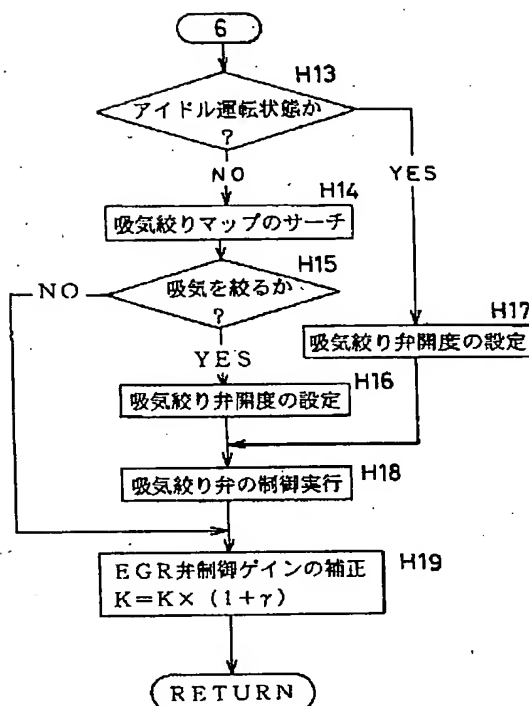 6
H13
アイドル運転状態か
?
NO
YES
H14
吸気絞りマップのサーチ
H15
NO
吸気を絞るか
?
H17
吸気絞り弁開度の設定
YES
H16
吸気絞り弁開度の設定
H18
吸気絞り弁の制御実行
H19
EGR弁制御ゲインの補正
K=K×(1+γ)
RETURN